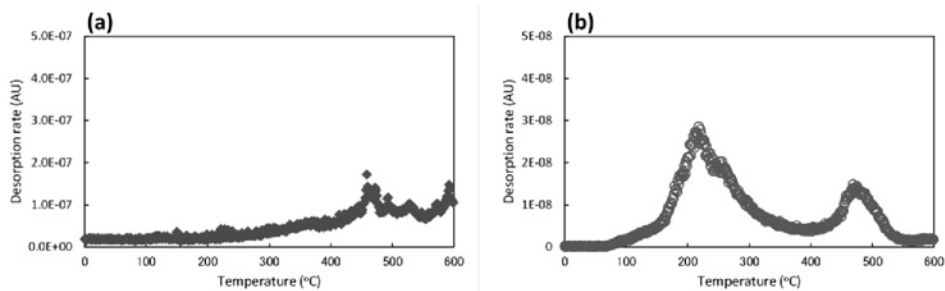 (a)
5.0E-07
4.0E-07
3.0E-07
2.0E-07
1.0E-07
0.0E+00
Desorption rate (AU)
0 100 200 300 400 500 600
Temperature (°C)
(b)
5E-08
4E-08
3E-08
2E-08
1E-08
0
Desorption rate (AU)
0 100 200 300 400 500 600
Temperature (°C)